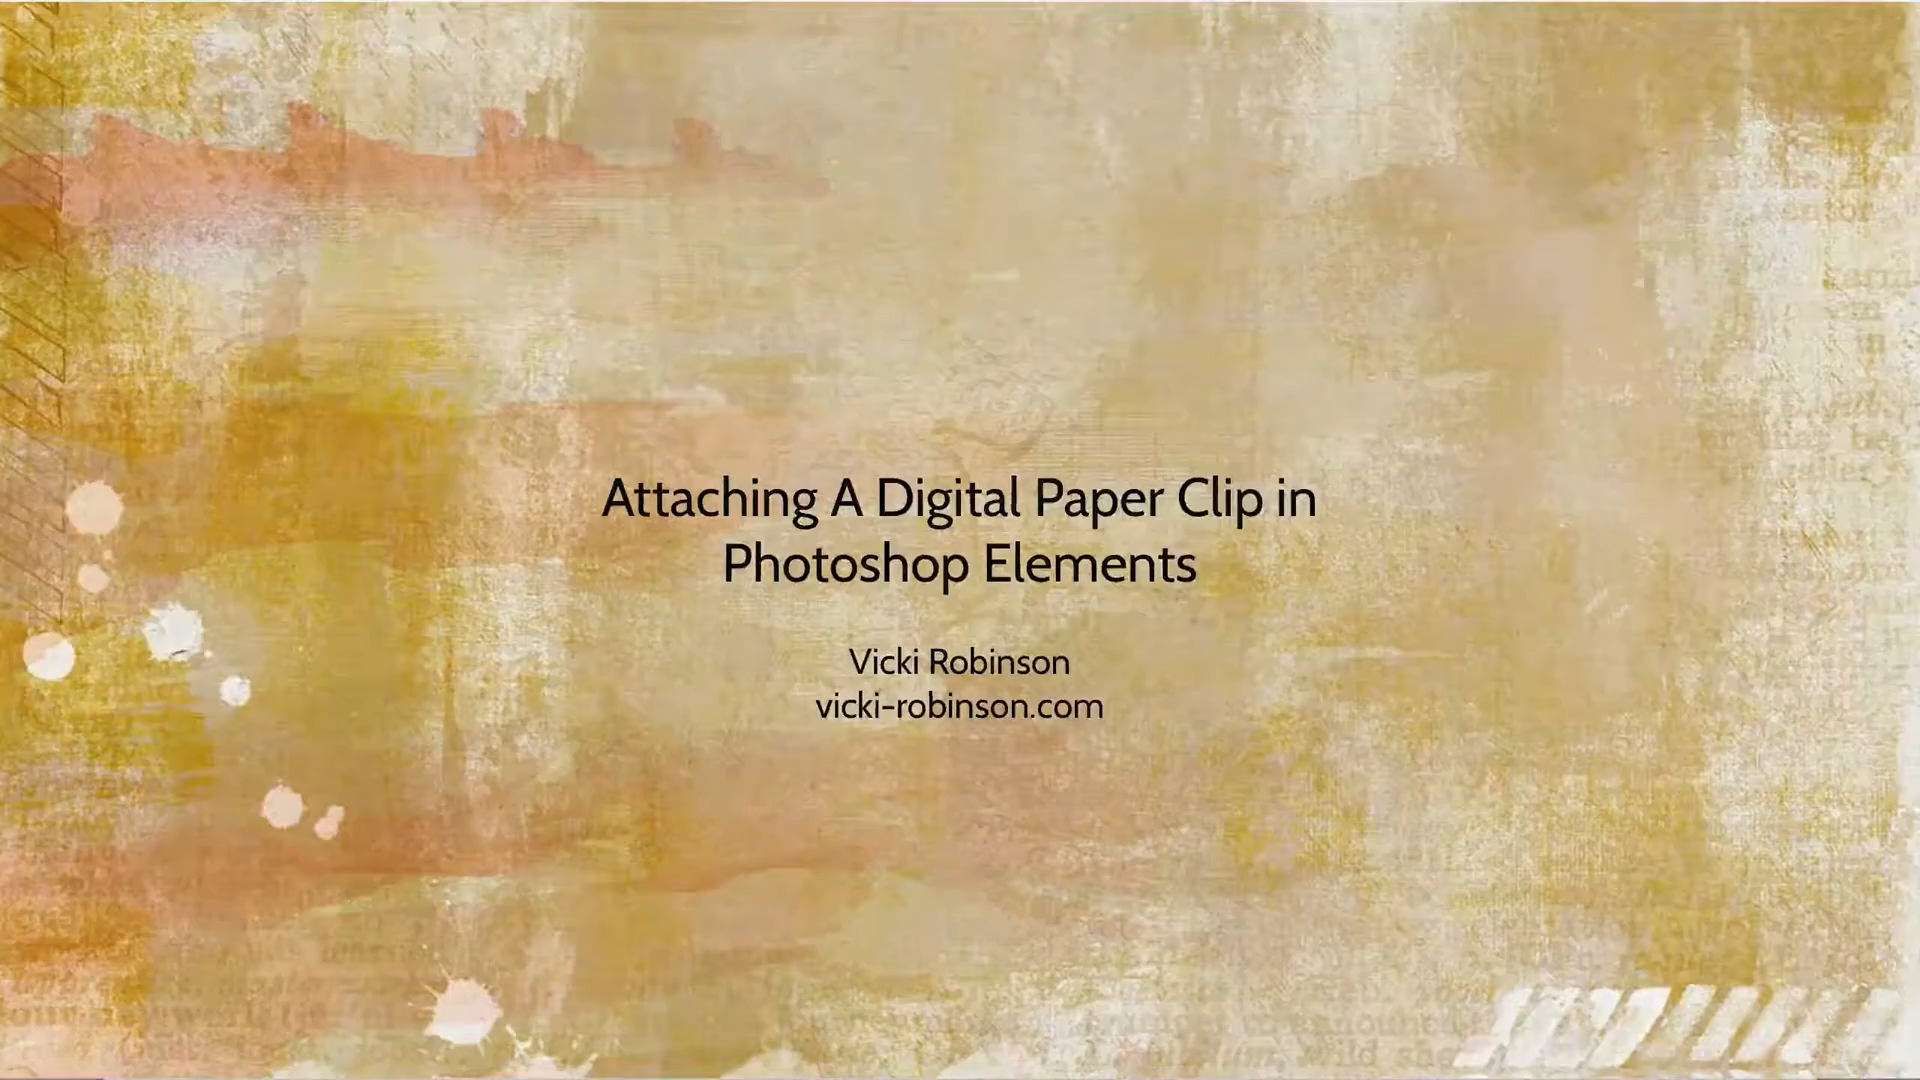 Attaching A Digital Paper Clip in
Photoshop Elements
Vicki Robinson
vicki-robinson.com